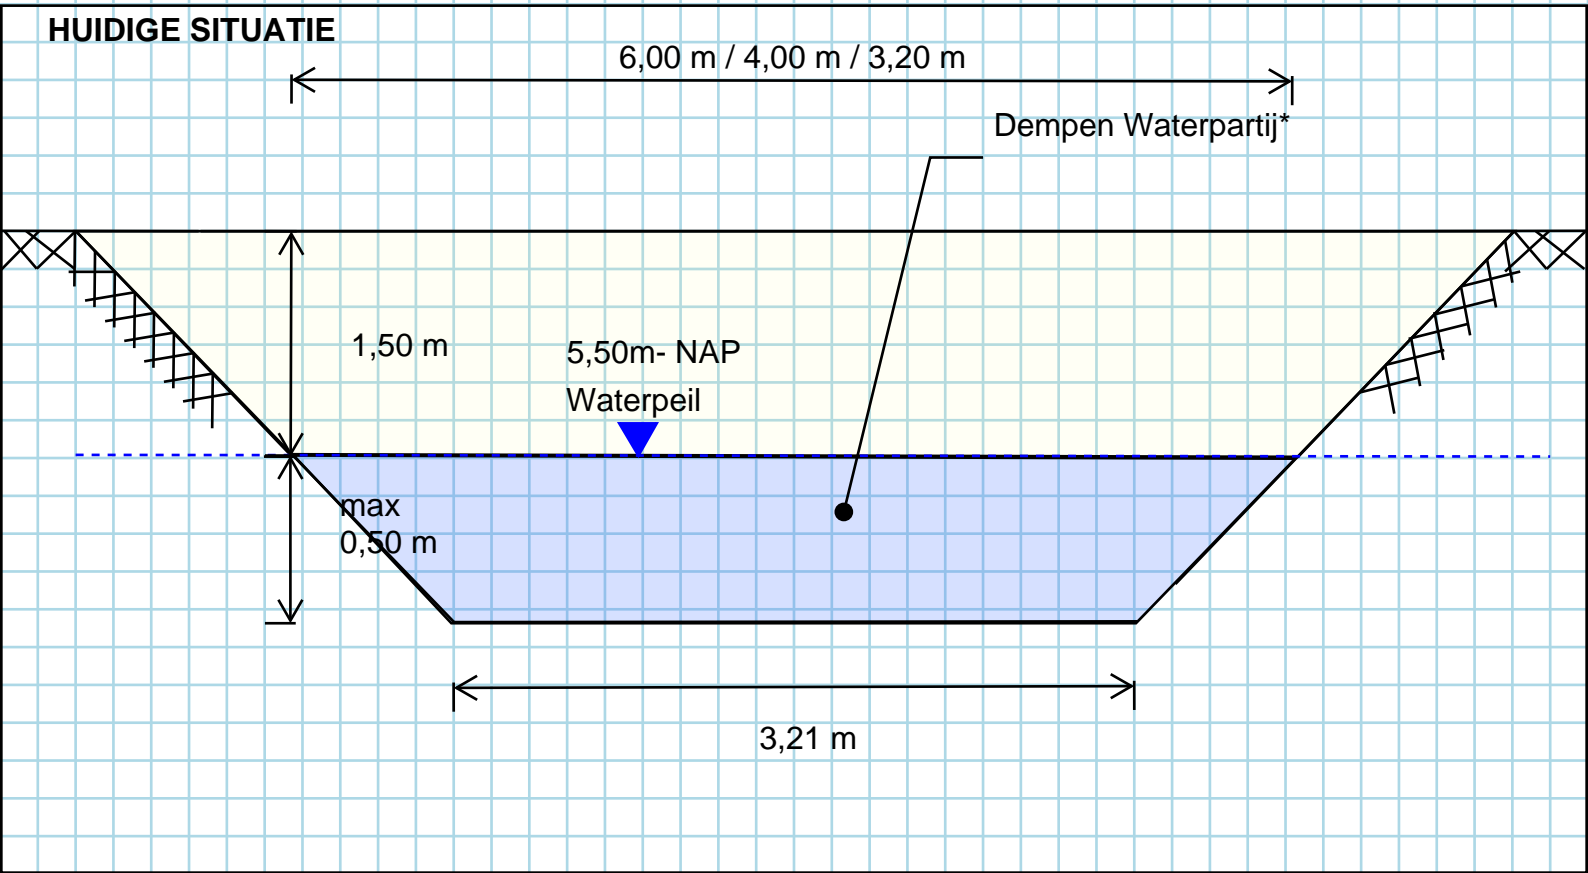 HUIDIGE SITUATIE
6,00 m / 4,00 m / 3,20 m
Dempen Waterpartij*
1,50 m
5,50m- NAP
Waterpeil
max
0,50 m
3,21 m